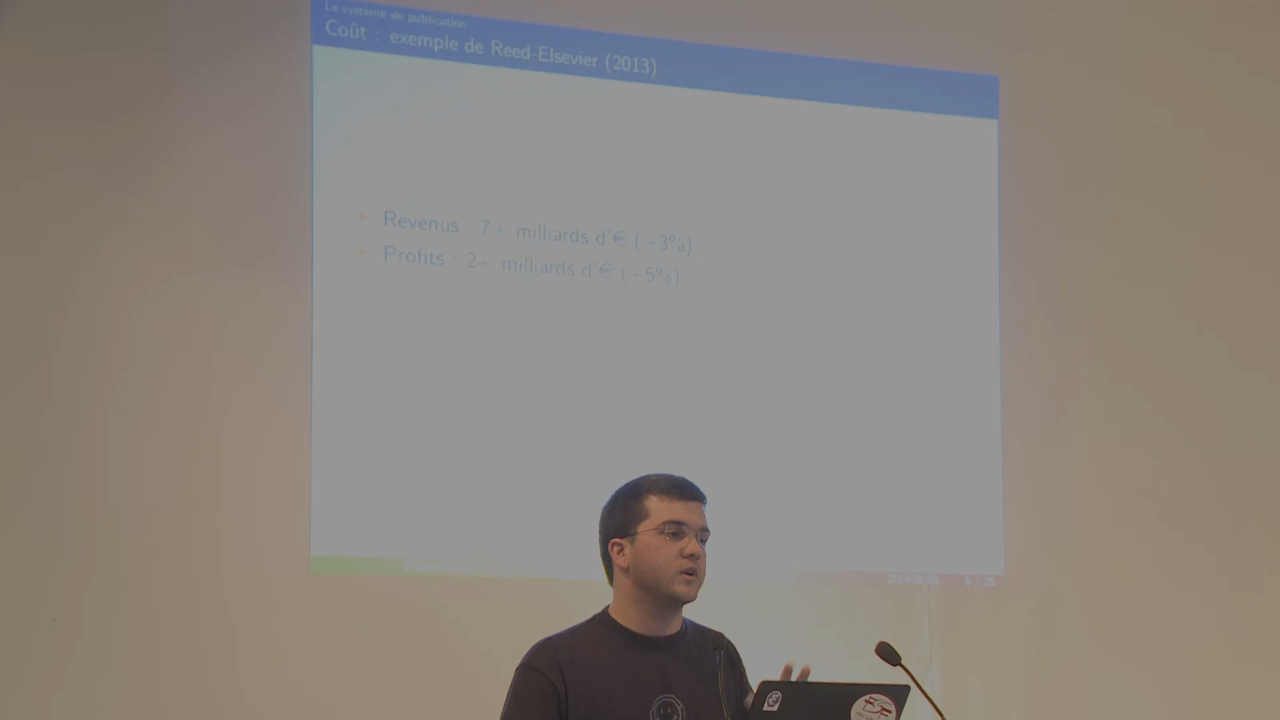 Le système de publication
Coût : exemple de Reed-Elsevier (2013)
Revenus : 7+ milliards d'€ (+3%)
Profits : 2+ milliards d'€ (+5%)